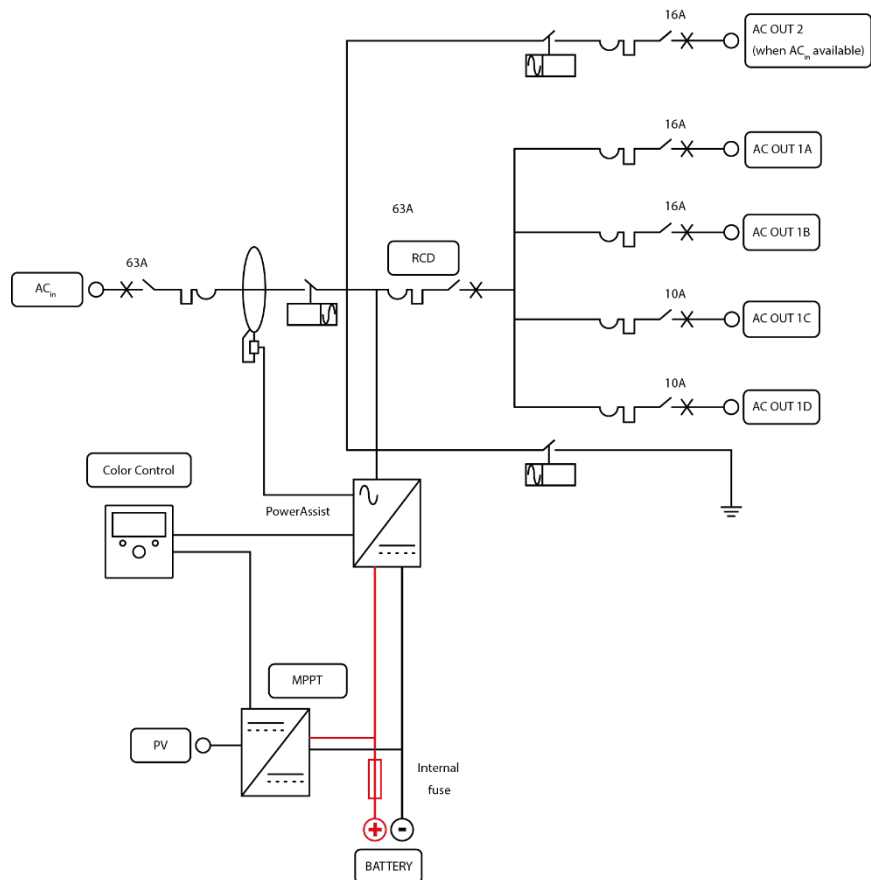 16A
AC OUT 2
(when ACin available)
16A
AC OUT 1A
63A
16A
AC OUT 1B
RCD
63A
ACin
10A
AC OUT 1C
10A
AC OUT 1D
Color Control
PowerAssist
MPPT
PV
Internal
fuse
+ -
BATTERY